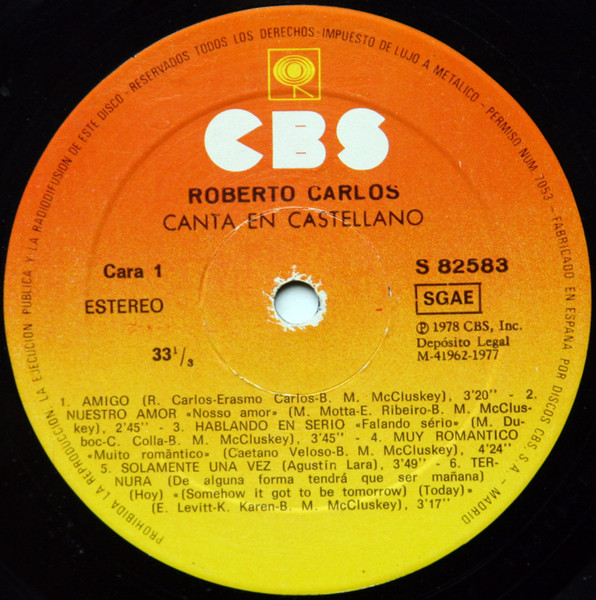 PROHIBIDA LA REPRODUCCION, LA EJECUCION PUBLICA Y LA RADIODIFUSION DE ESTE DISCO - RESERVADOS TODOS LOS DERECHOS - IMPUESTO DE LUJO A METALICO - PERMISO NUM. 7053 - FABRICADO EN ESPAÑA POR DISCOS CBS, S.A. - MADRID
CBS
ROBERTO CARLOS
CANTA EN CASTELLANO
Cara 1
S 82583
ESTEREO
SGAE
33 1/3
℗ 1978 CBS, Inc.
Depósito Legal
M-41962-1977
1. AMIGO (R. Carlos-Erasmo Carlos-B. M. McCluskey), 3'20" - 2.
NUESTRO AMOR «Nosso amor» (M. Motta-E. Ribeiro-B. M. McClus-
key), 2'45" - 3. HABLANDO EN SERIO «Falando sério» (M. Du-
boc-C. Colla-B. M. McCluskey), 3'45" - 4. MUY ROMANTICO
«Muito romântico» (Caetano Veloso-B. M. McCluskey), 4'24"
5. SOLAMENTE UNA VEZ (Agustín Lara), 3'49" - 6. TER-
NURA (De alguna forma tendrá que ser mañana)
(Hoy) «(Somehow it got to be tomorrow) (Today)»
(E. Levitt-K. Karen-B. M. McCluskey), 3'17"